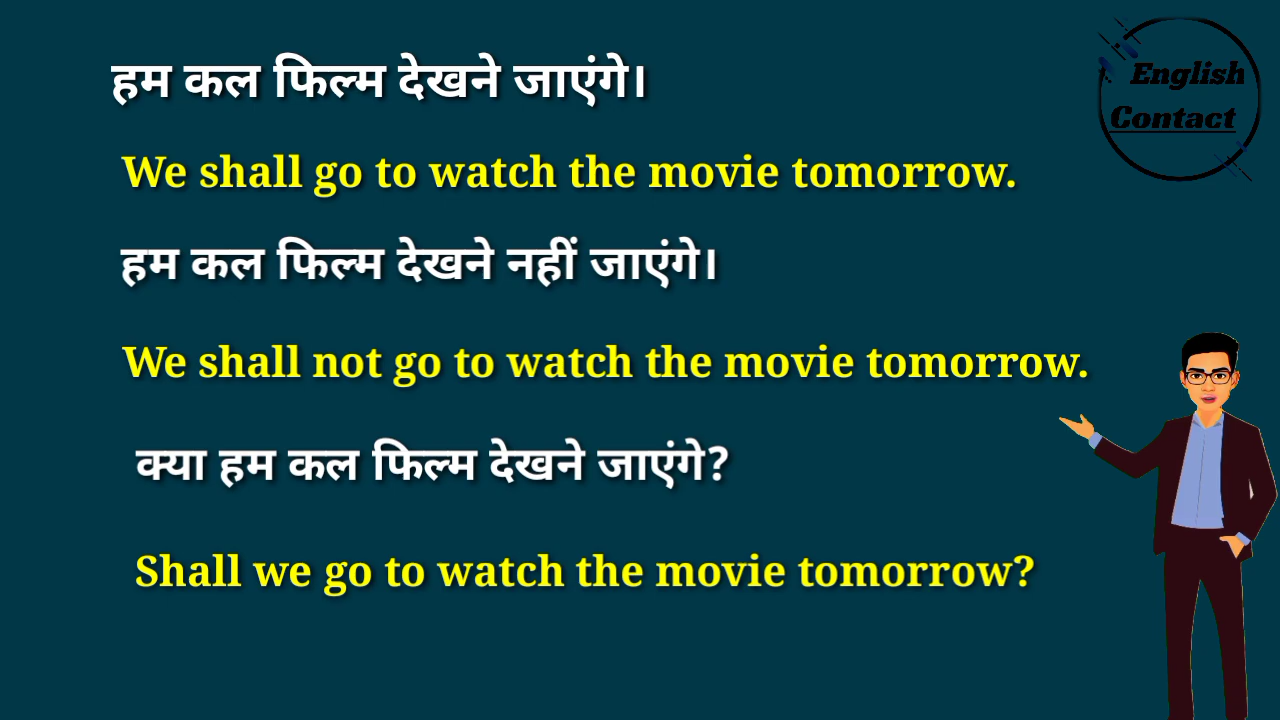 हम कल फिल्म देखने जाएंगे।
English
Contact
We shall go to watch the movie tomorrow.
हम कल फिल्म देखने नहीं जाएंगे।
We shall not go to watch the movie tomorrow.
क्या हम कल फिल्म देखने जाएंगे?
Shall we go to watch the movie tomorrow?